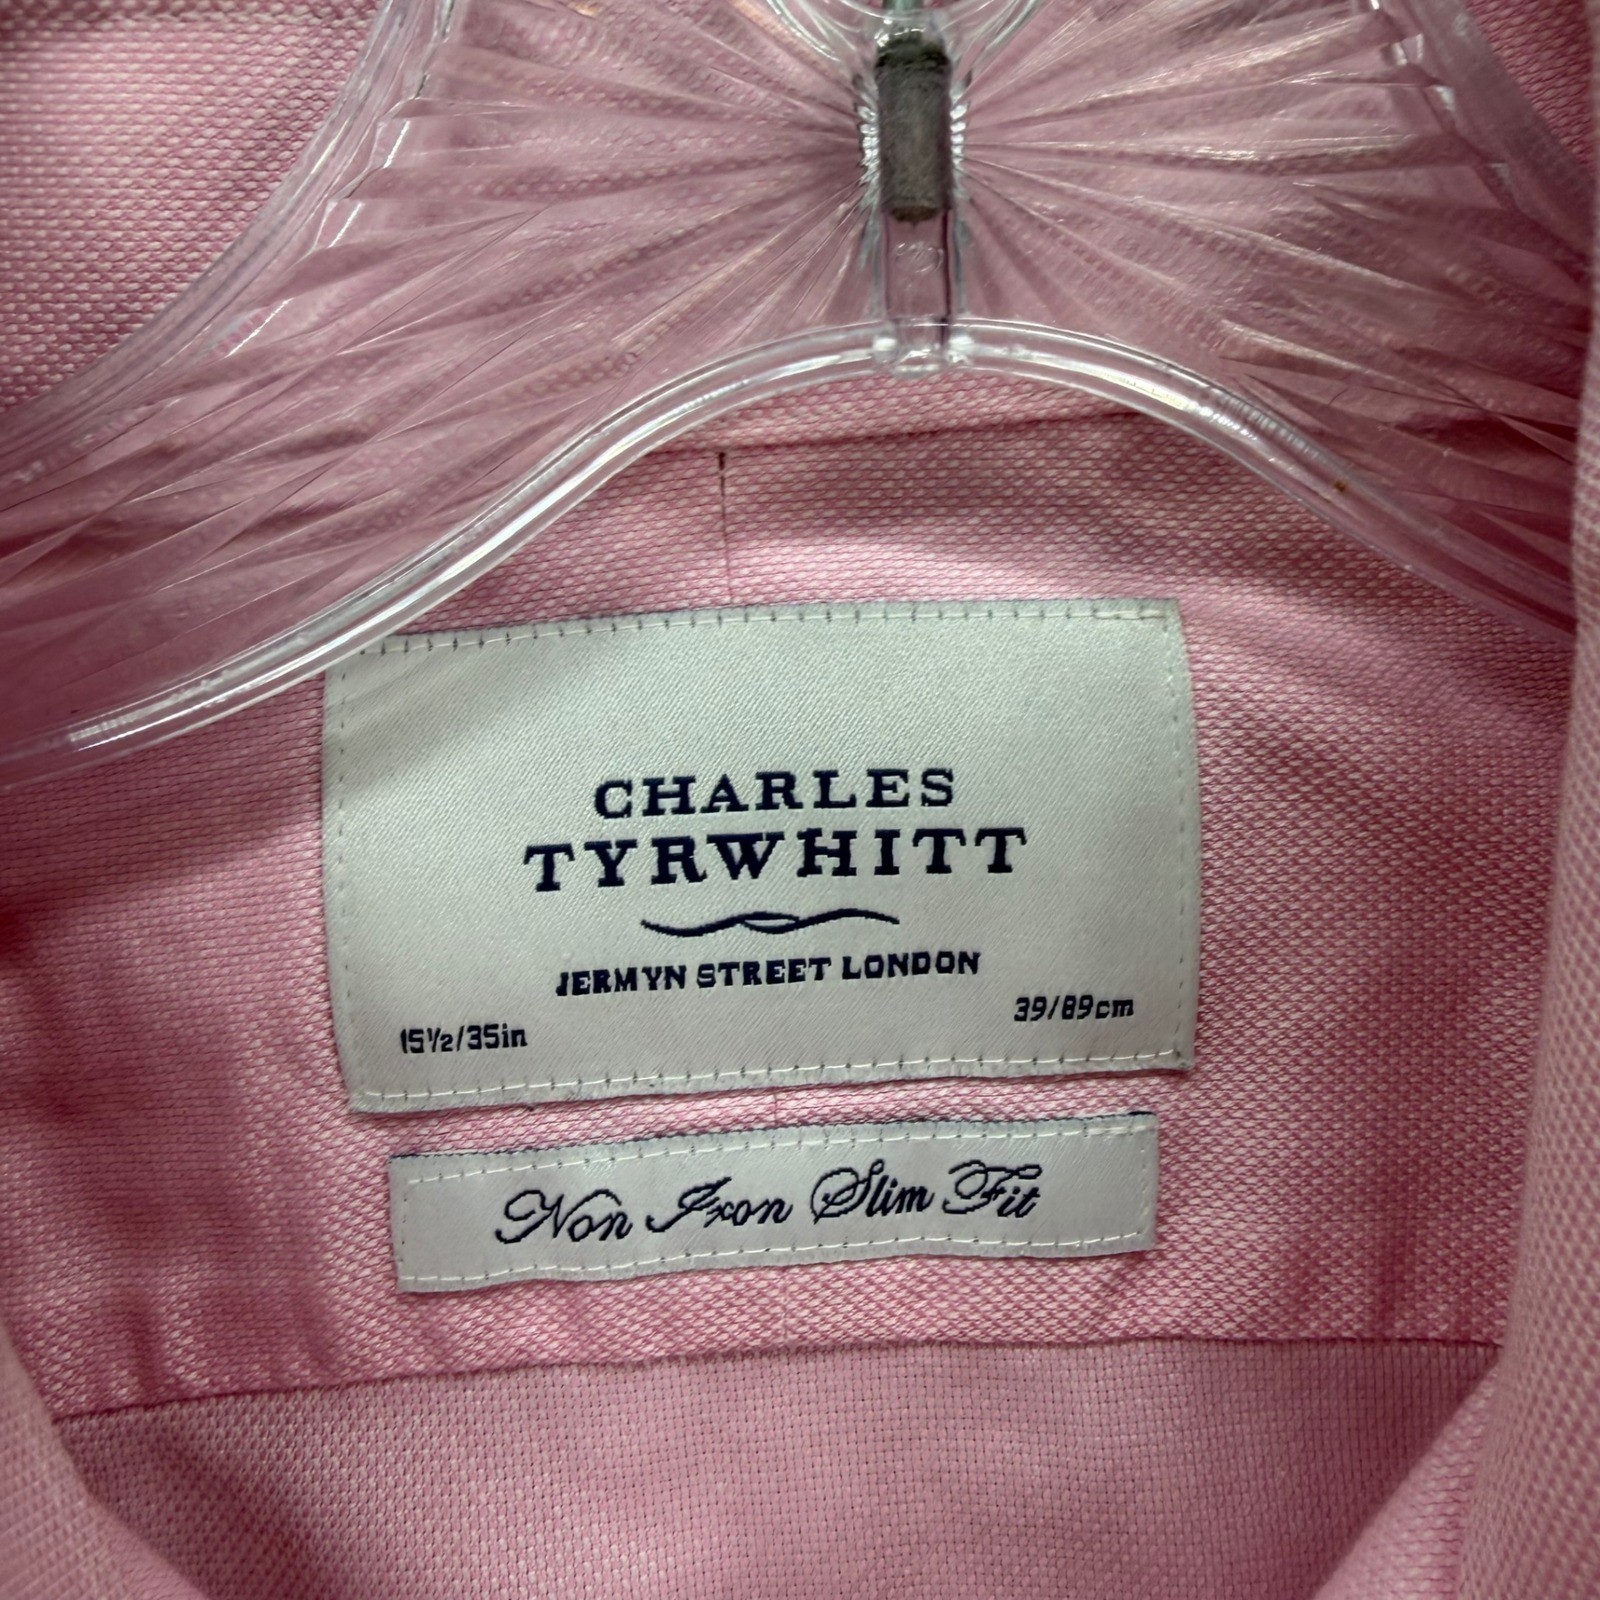 CHARLES
TYRWHITT
JERMYN STREET LONDON
15½/35in 39/89cm
Non Iron Slim Fit